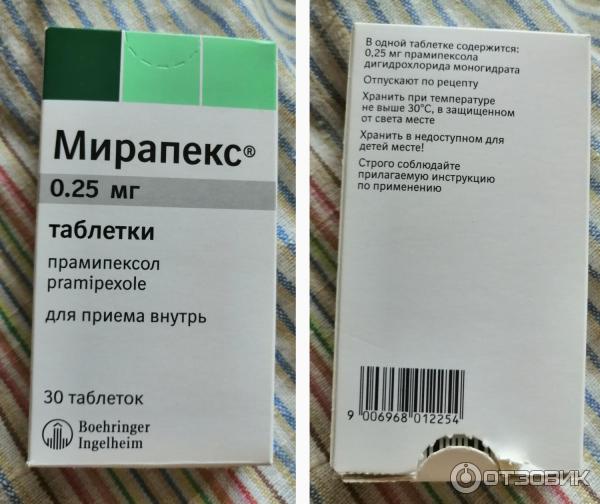 Мирапекс®
0.25 мг
таблетки
прамипексол
pramipexole
для приема внутрь
30 таблеток
Boehringer
Ingelheim
В одной таблетке содержится:
0,25 мг прамипексола
дигидрохлорида моногидрата
Отпускают по рецепту
Хранить при температуре
не выше 30°С, в защищенном
от света месте
Хранить в недоступном для
детей месте!
Строго соблюдайте
прилагаемую инструкцию
по применению
9 006968 012254
ОТЗОВИК